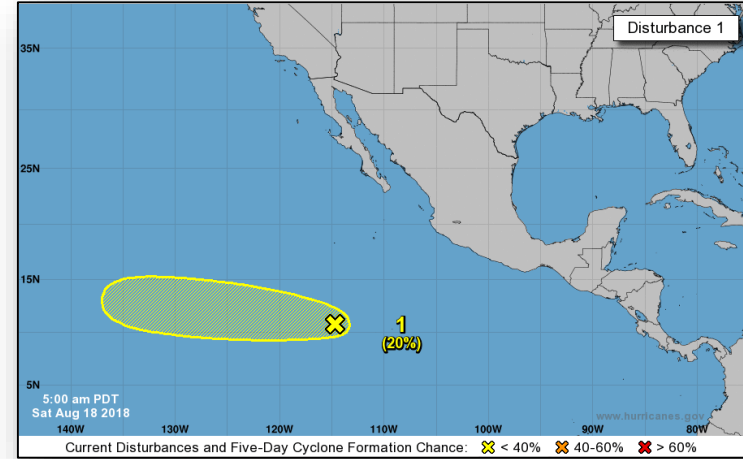 Disturbance 1
35N
25N
15N
1
(20%)
5N
5:00 am PDT
Sat Aug 18 2018
www.hurricanes.gov
140W 130W 120W 110W 100W 90W 80W
Current Disturbances and Five-Day Cyclone Formation Chance: < 40% 40-60% > 60%